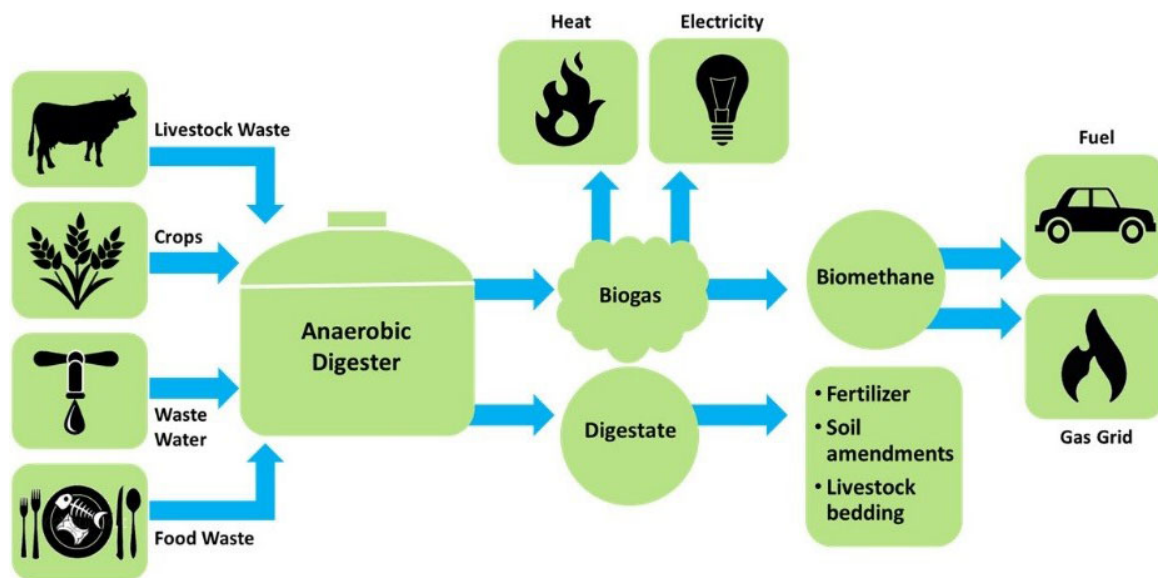 Heat
Electricity
Livestock Waste
Crops
Waste
Water
Food Waste
Anaerobic
Digester
Biogas
Digestate
Biomethane
• Fertilizer
• Soil
amendments
• Livestock
bedding
Fuel
Gas Grid